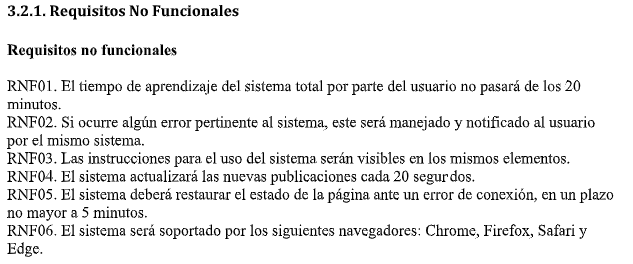 3.2.1. Requisitos No Funcionales
Requisitos no funcionales
RNF01. El tiempo de aprendizaje del sistema total por parte del usuario no pasará de los 20
minutos.
RNF02. Si ocurre algún error pertinente al sistema, este será manejado y notificado al usuario
por el mismo sistema.
RNF03. Las instrucciones para el uso del sistema serán visibles en los mismos elementos.
RNF04. El sistema actualizará las nuevas publicaciones cada 20 segundos.
RNF05. El sistema deberá restaurar el estado de la página ante un error de conexión, en un plazo
no mayor a 5 minutos.
RNF06. El sistema será soportado por los siguientes navegadores: Chrome, Firefox, Safari y
Edge.